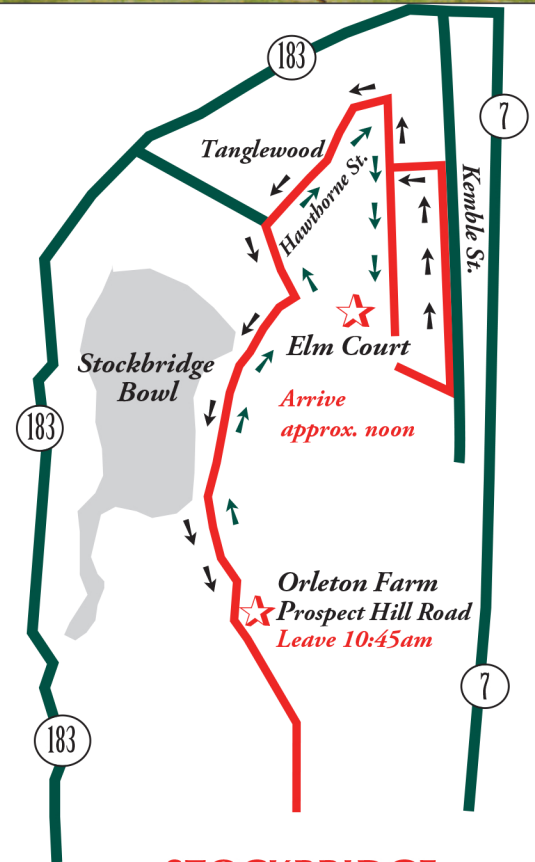 183
7
Tanglewood
Hawthorne St.
Kemble St.
Elm Court
Stockbridge
Bowl
Arrive
approx. noon
183
Orleton Farm
Prospect Hill Road
Leave 10:45am
7
183
STOCKBRIDGE